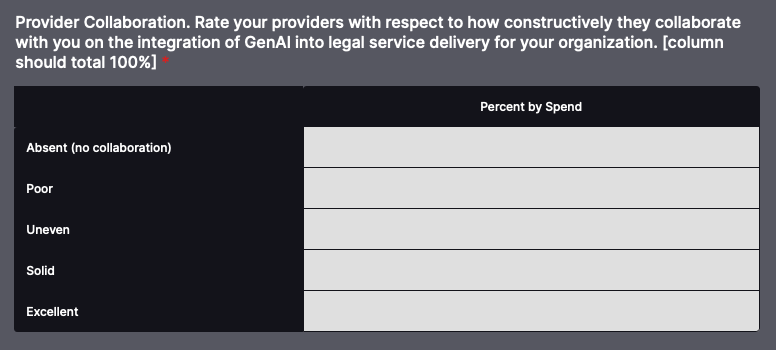 Provider Collaboration. Rate your providers with respect to how constructively they collaborate
with you on the integration of GenAI into legal service delivery for your organization. [column
should total 100%] *
Percent by Spend
Absent (no collaboration)
Poor
Uneven
Solid
Excellent